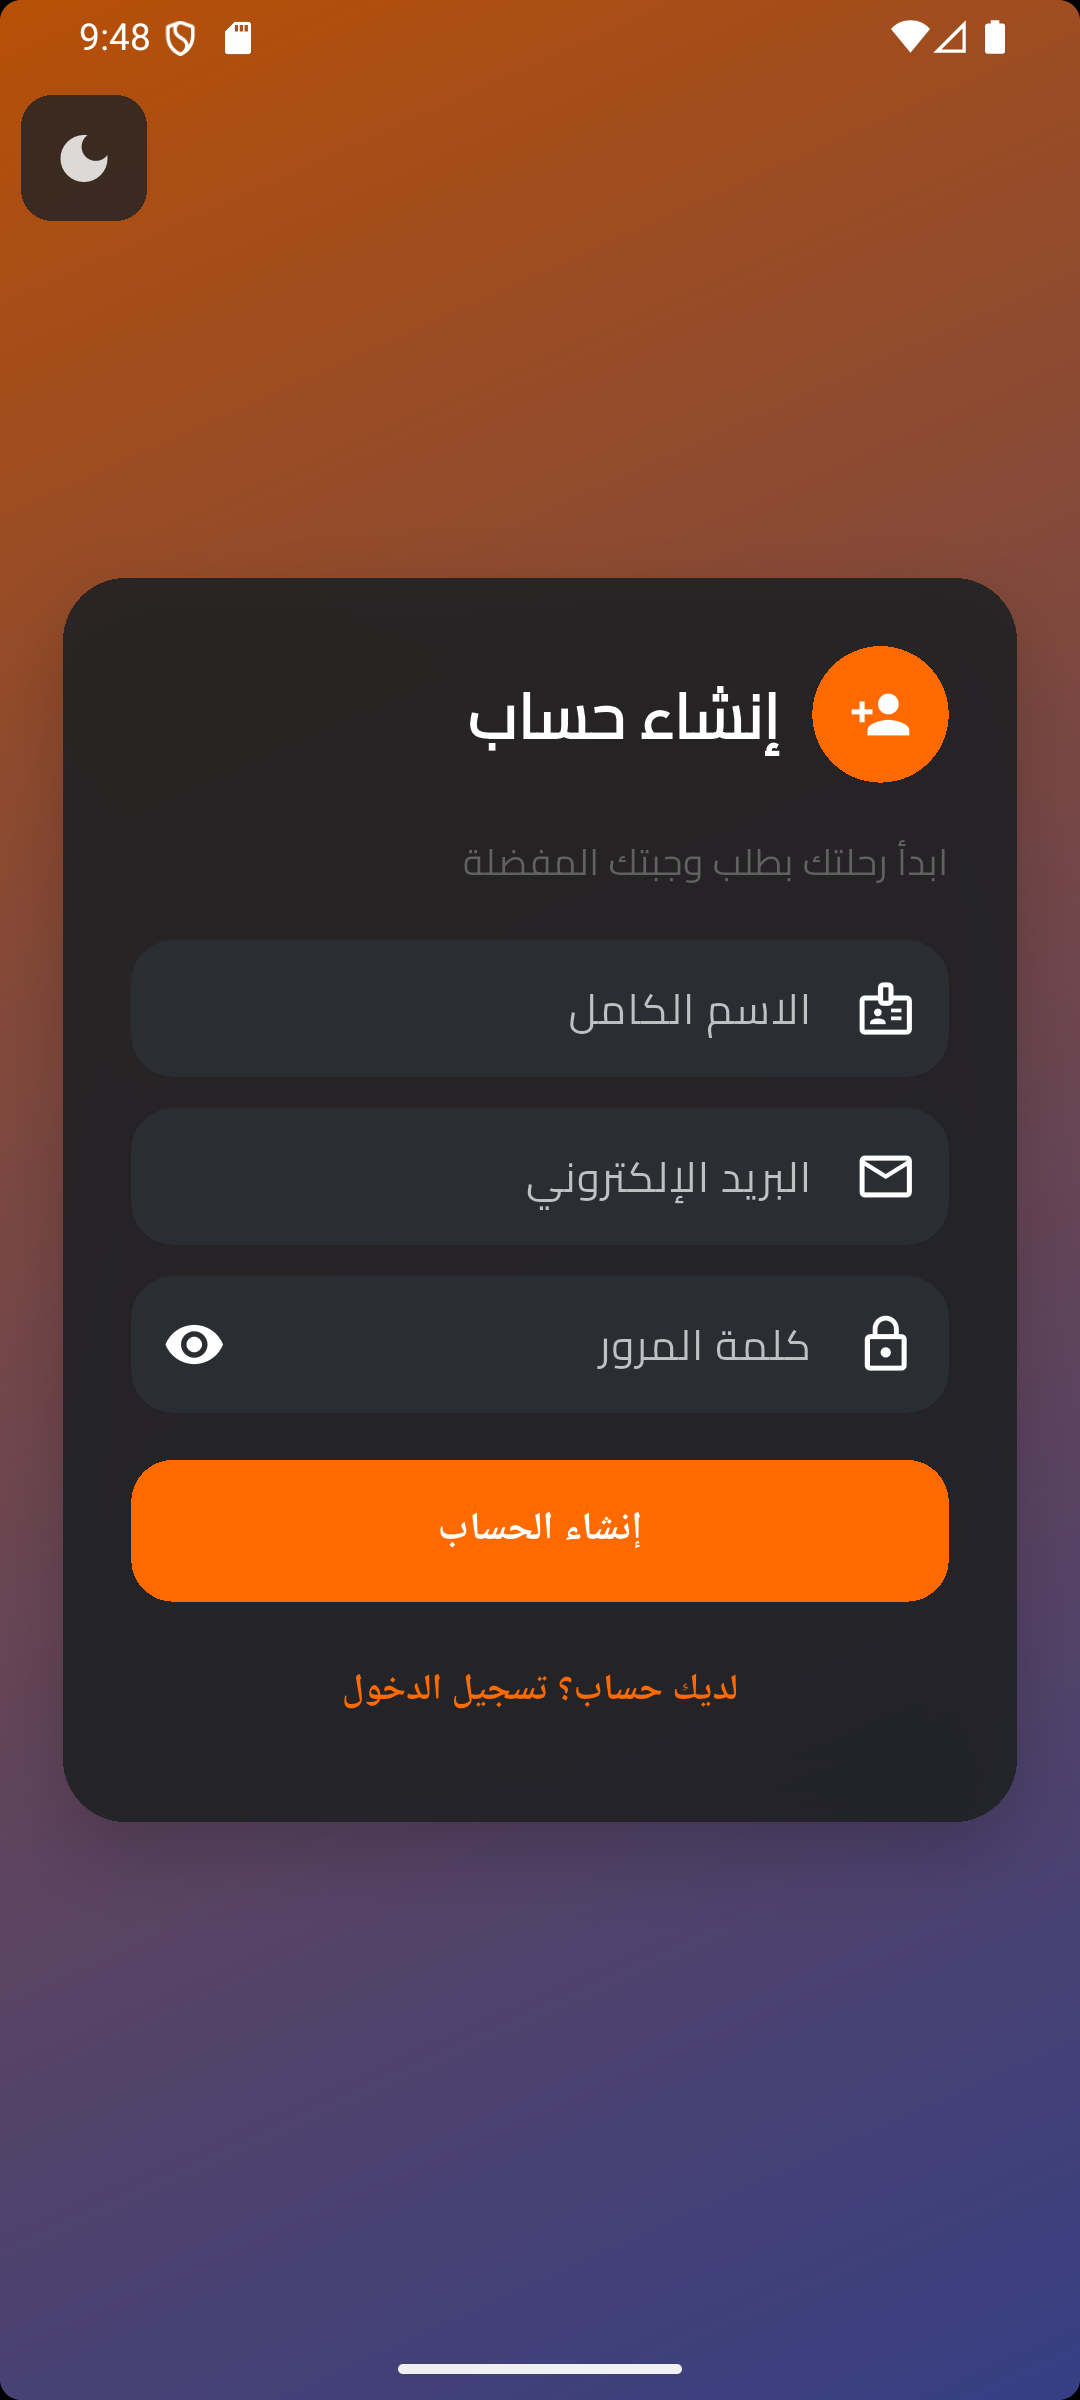 9:48
إنشاء حساب
ابدأ رحلتك بطلب وجبتك المفضلة
الاسم الكامل
البريد الإلكتروني
كلمة المرور
إنشاء الحساب
لديك حساب؟ تسجيل الدخول